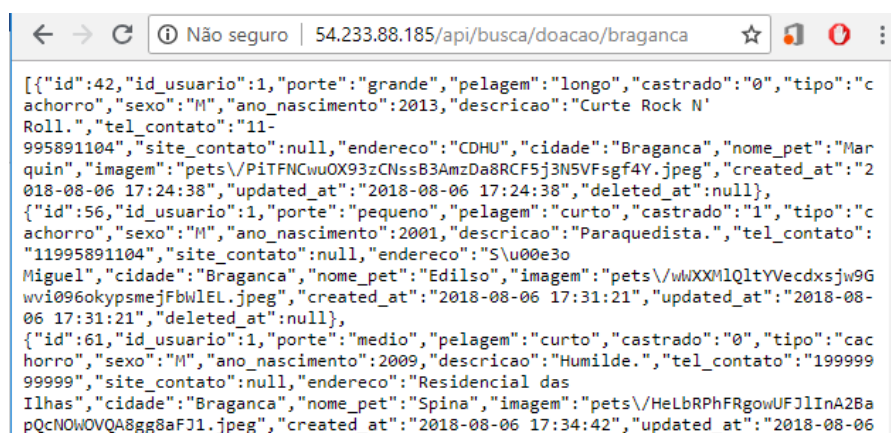 Não seguro | 54.233.88.185/api/busca/doacao/braganca
[{"id":42,"id_usuario":1,"porte":"grande","pelagem":"longo","castrado":"0","tipo":"c
achorro","sexo":"M","ano_nascimento":2013,"descricao":"Curte Rock N'
Roll.","tel_contato":"11-
995891104","site_contato":null,"endereco":"CDHU","cidade":"Braganca","nome_pet":"Mar
quin","imagem":"pets\/PiTFNCwuOX93zCNssB3AmzDa8RCF5j3N5VFsgf4Y.jpeg","created_at":"2
018-08-06 17:24:38","updated_at":"2018-08-06 17:24:38","deleted_at":null},
{"id":56,"id_usuario":1,"porte":"pequeno","pelagem":"curto","castrado":"1","tipo":"c
achorro","sexo":"M","ano_nascimento":2001,"descricao":"Paraquedista.","tel_contato":
"11995891104","site_contato":null,"endereco":"S\u00e3o
Miguel","cidade":"Braganca","nome_pet":"Edilso","imagem":"pets\/wWXXMlQltYVecdxsjw9G
wvi096okypsmejFbWlEL.jpeg","created_at":"2018-08-06 17:31:21","updated_at":"2018-08-
06 17:31:21","deleted_at":null},
{"id":61,"id_usuario":1,"porte":"medio","pelagem":"curto","castrado":"0","tipo":"cac
horro","sexo":"M","ano_nascimento":2009,"descricao":"Humilde.","tel_contato":"199999
99999","site_contato":null,"endereco":"Residencial das
Ilhas","cidade":"Braganca","nome_pet":"Spina","imagem":"pets\/HeLbRPhFRgowUFJlInA2Ba
pQcNOWOVQA8gg8aFJ1.jpeg","created_at":"2018-08-06 17:34:42","updated_at":"2018-08-06